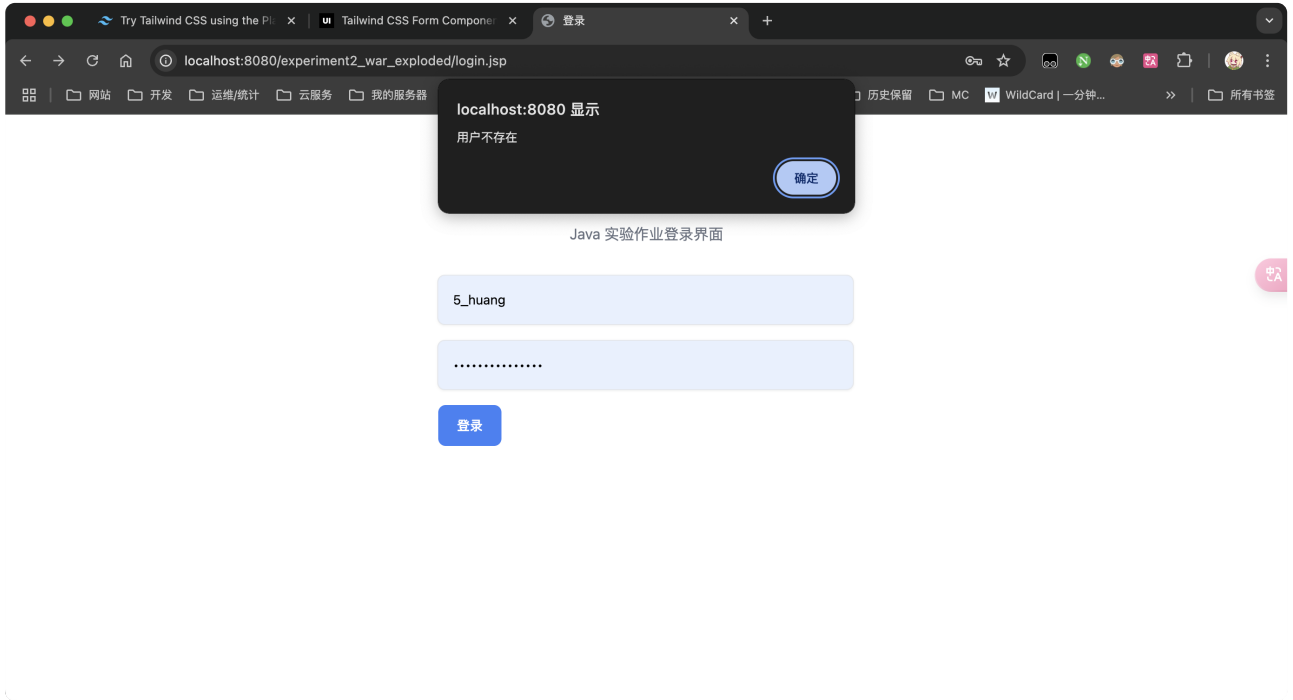 Try Tailwind CSS using the Pla
UI Tailwind CSS Form Componen
登录
localhost:8080/experiment2_war_exploded/login.jsp
网站 开发 运维/统计 云服务 我的服务器 历史保留 MC W WildCard | 一分钟... 所有书签
localhost:8080 显示
用户不存在
确定
Java 实验作业登录界面
5_huang
登录